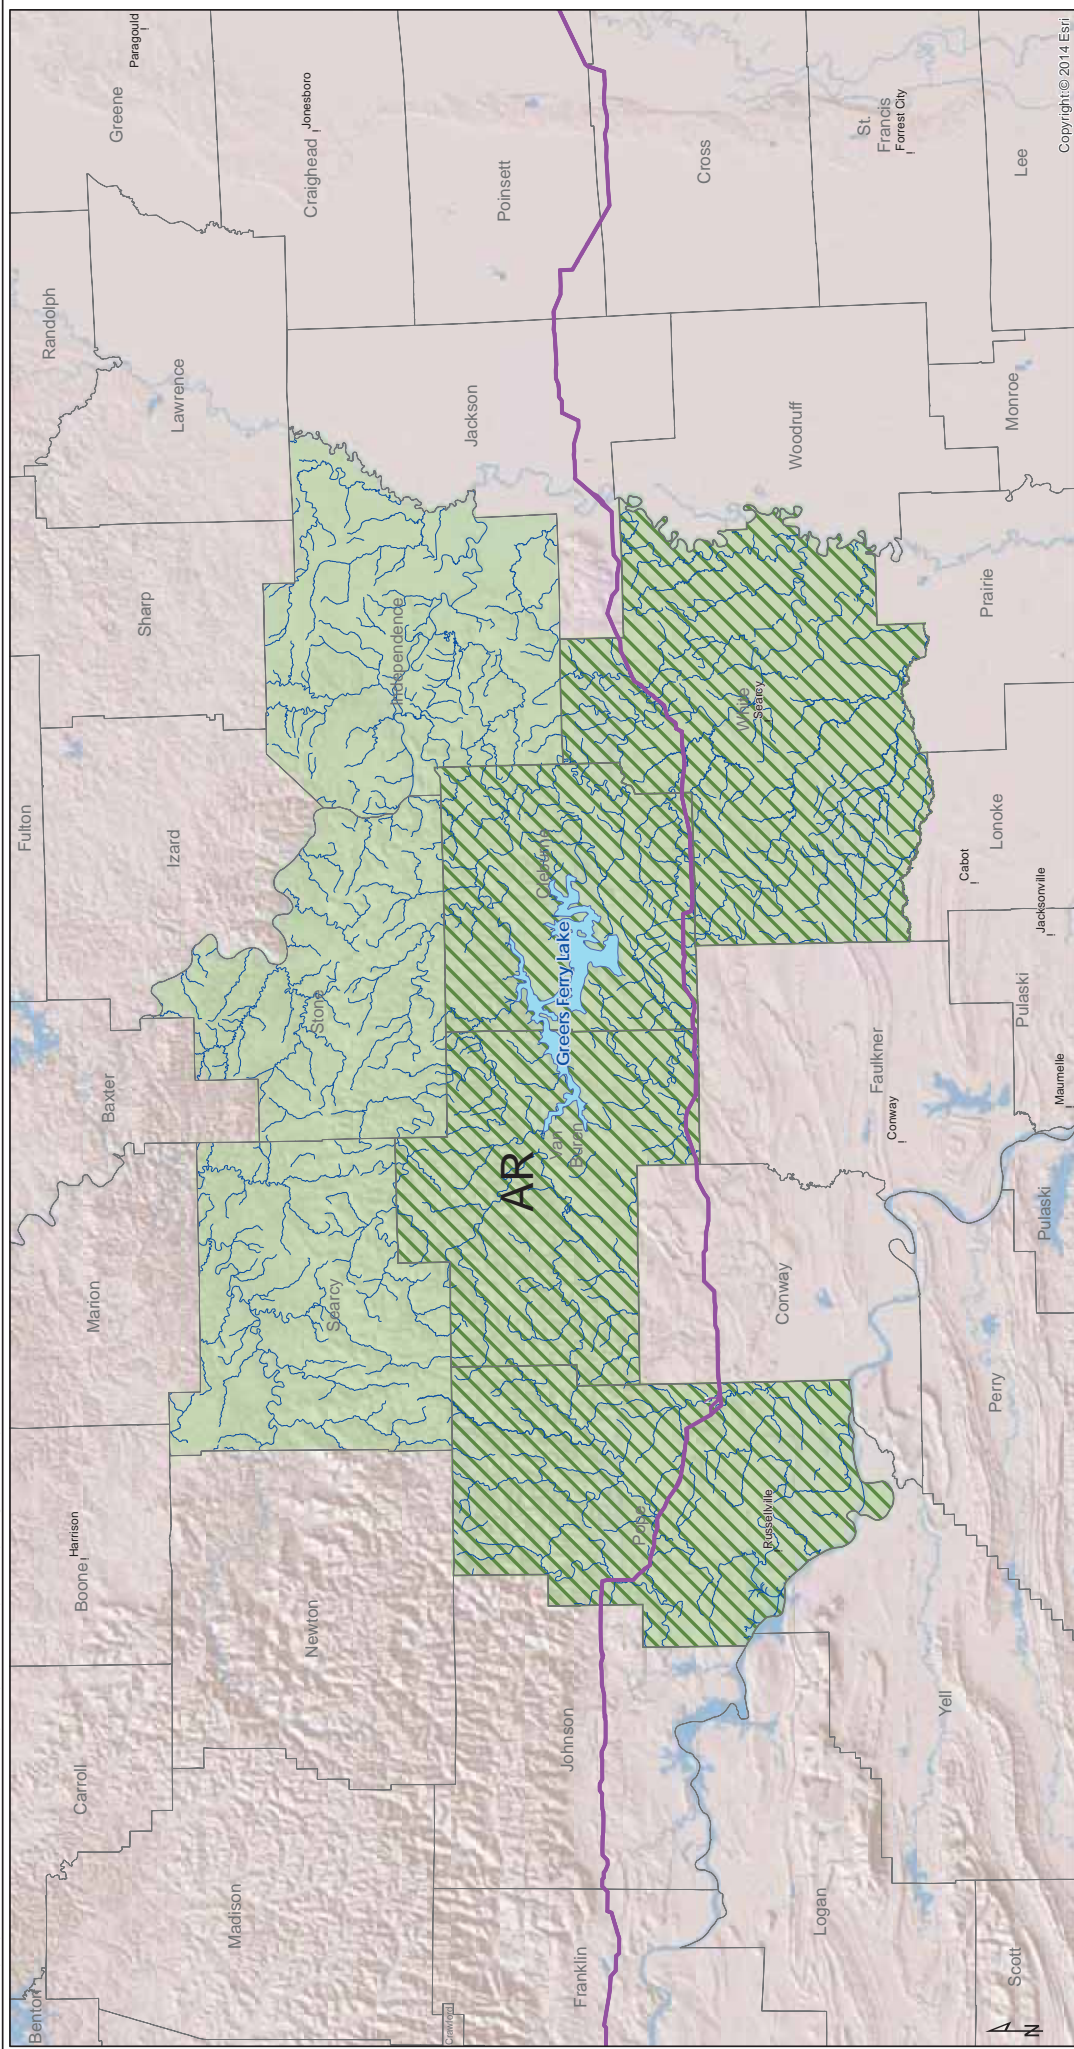 Benton
Carroll
Boone
Harrison
Marion
Baxter
Fulton
Randolph
Greene
Paragould
Madison
Newton
Searcy
Stone
Izard
Sharp
Lawrence
Craighead
Jonesboro
Crawford
Franklin
Johnson
Pope
Russellville
AR
Van
Buren
Greers Ferry Lake
Cleburne
Independence
Jackson
Poinsett
White
Searcy
Woodruff
Cross
St.
Francis
Forrest City
Scott
Logan
Yell
Perry
Conway
Faulkner
Conway
Pulaski
Maumelle
Pulaski
Jacksonville
Cabot
Lonoke
Prairie
Monroe
Lee
N
Copyright:© 2014 Esri